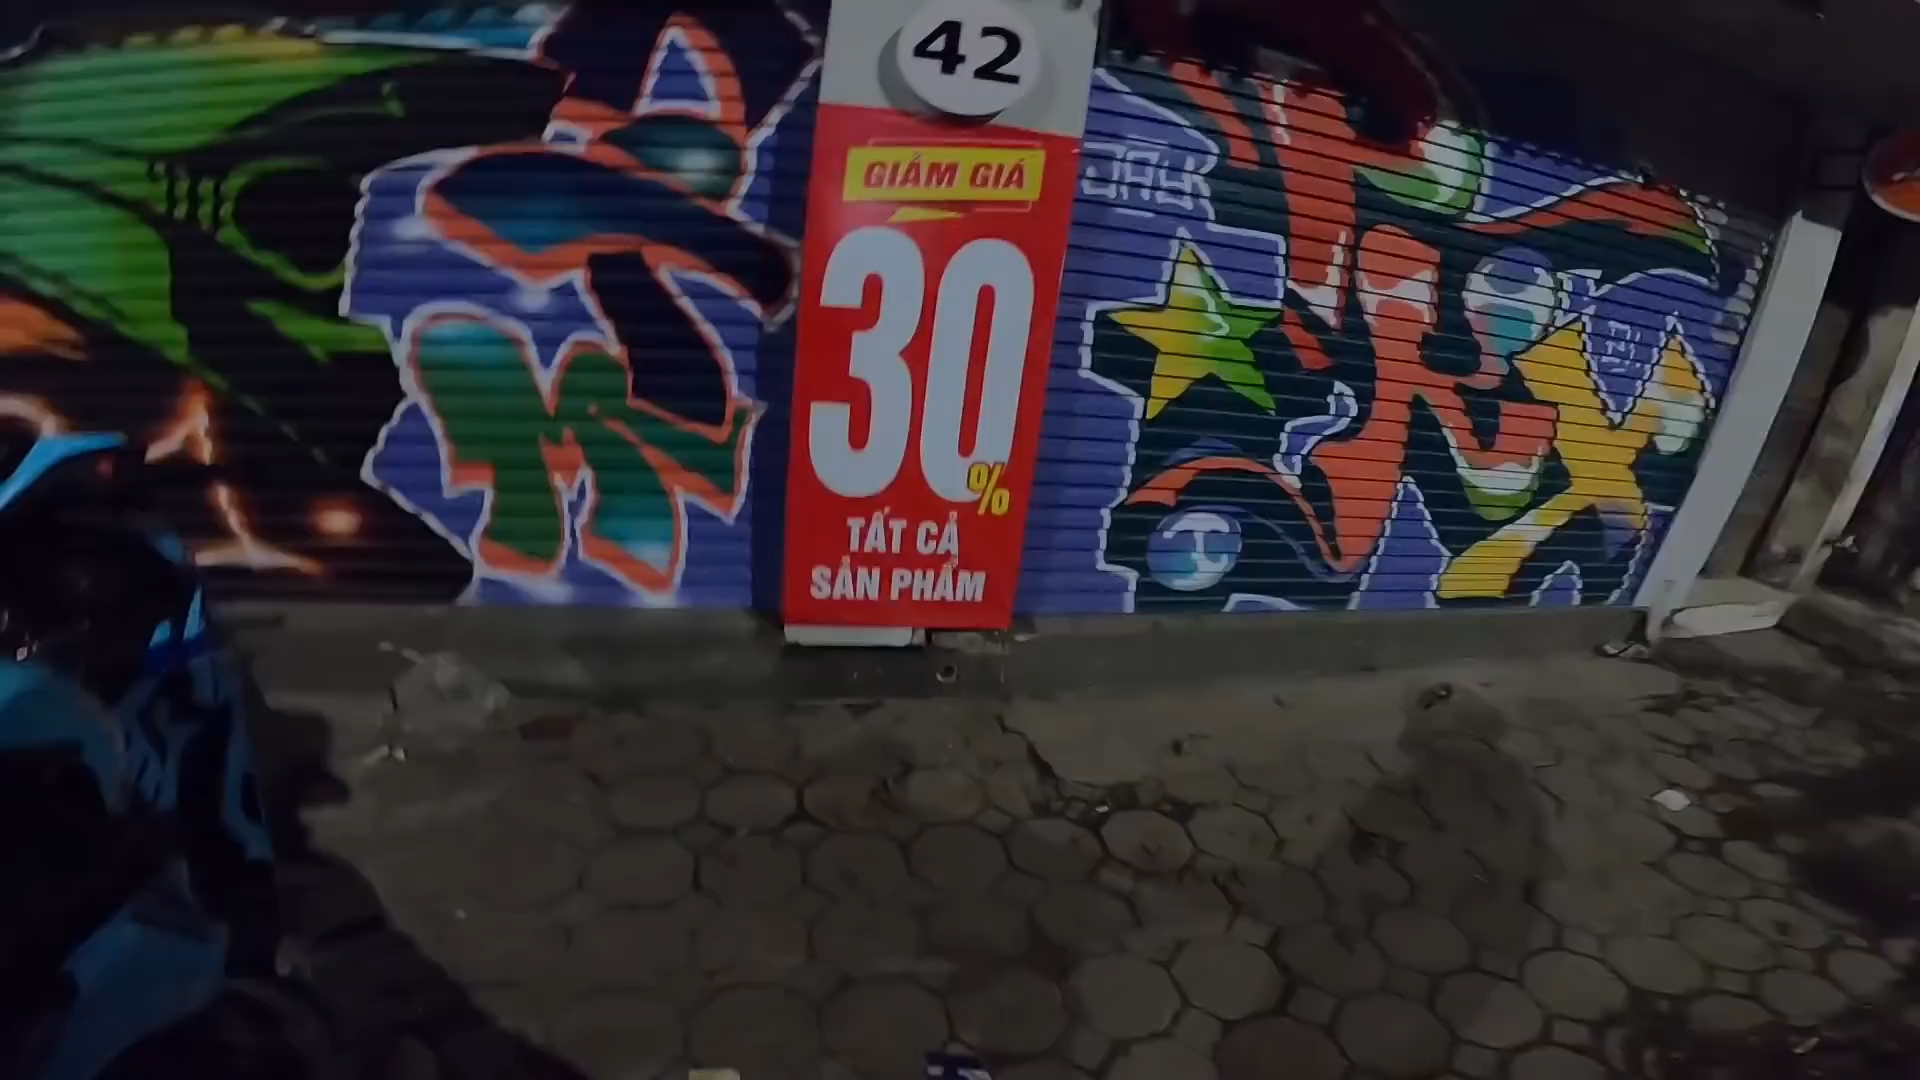 42
GIẢM GIÁ
30%
TẤT CẢ
SẢN PHẨM